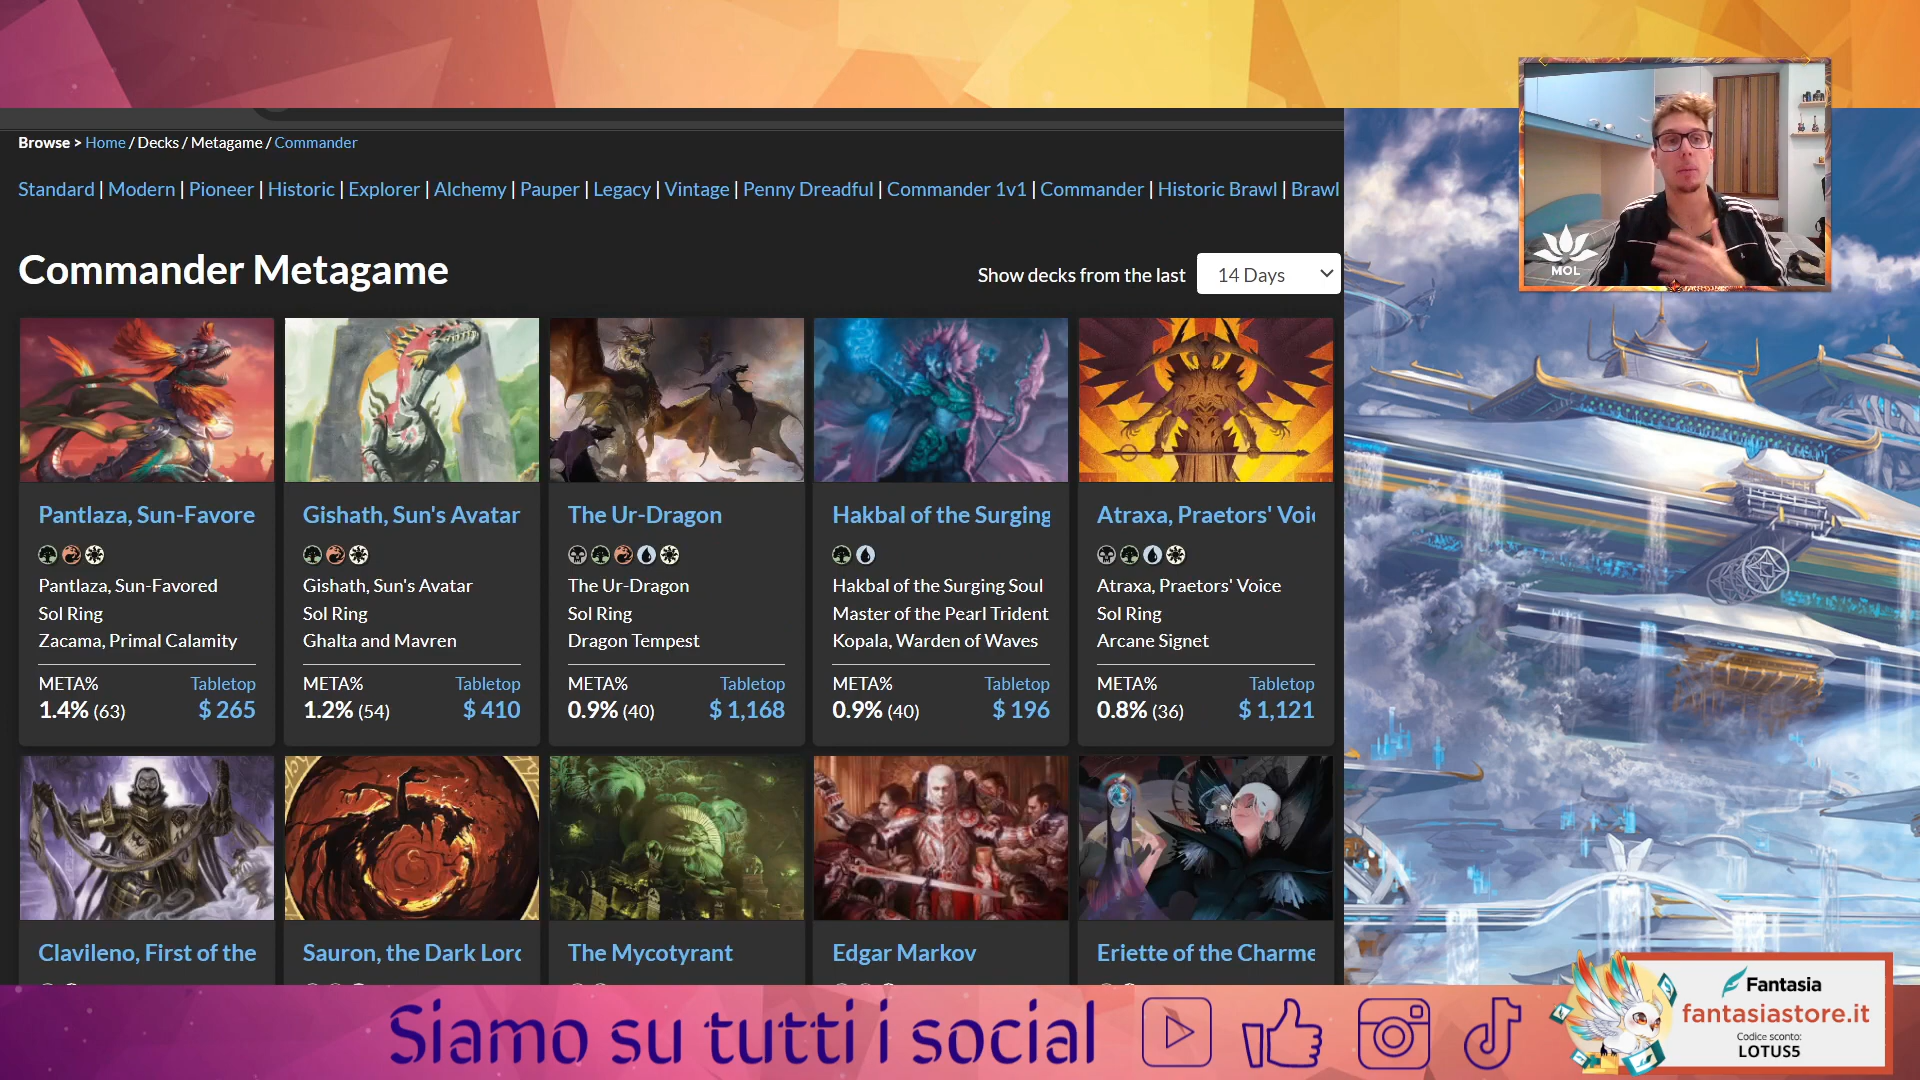 Browse > Home / Decks / Metagame / Commander
Standard | Modern | Pioneer | Historic | Explorer | Alchemy | Pauper | Legacy | Vintage | Penny Dreadful | Commander 1v1 | Commander | Historic Brawl | Brawl
Commander Metagame
Show decks from the last 14 Days
MOL
Pantlaza, Sun-Favore
Pantlaza, Sun-Favored
Sol Ring
Zacama, Primal Calamity
META% Tabletop
1.4% (63) $ 265
Gishath, Sun's Avatar
Gishath, Sun's Avatar
Sol Ring
Ghalta and Mavren
META% Tabletop
1.2% (54) $ 410
The Ur-Dragon
The Ur-Dragon
Sol Ring
Dragon Tempest
META% Tabletop
0.9% (40) $ 1,168
Hakbal of the Surging
Hakbal of the Surging Soul
Master of the Pearl Trident
Kopala, Warden of Waves
META% Tabletop
0.9% (40) $ 196
Atraxa, Praetors' Voi
Atraxa, Praetors' Voice
Sol Ring
Arcane Signet
META% Tabletop
0.8% (36) $ 1,121
Clavileno, First of the
Sauron, the Dark Lord
The Mycotyrant
Edgar Markov
Eriette of the Charme
Siamo su tutti i social
Fantasia
fantasiastore.it
Codice sconto:
LOTUS5